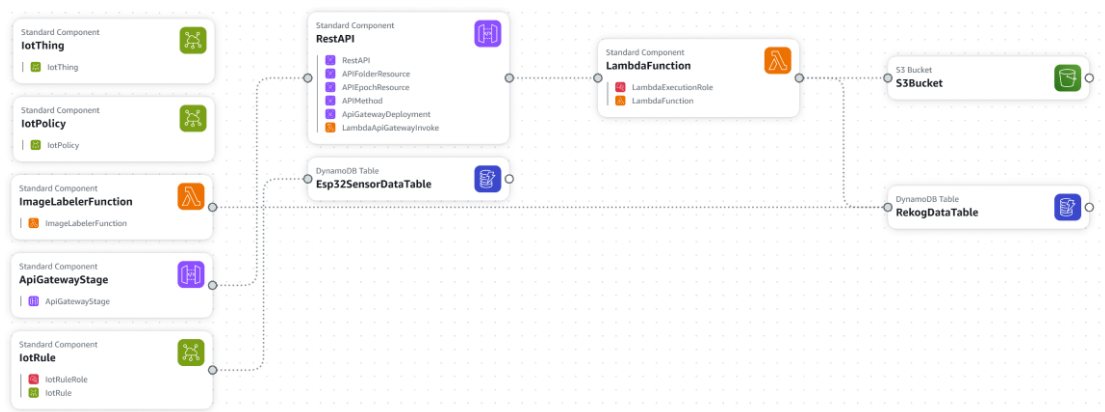 Standard Component
IotThing
IotThing
Standard Component
IotPolicy
IotPolicy
Standard Component
ImageLabelerFunction
ImageLabelerFunction
Standard Component
ApiGatewayStage
ApiGatewayStage
Standard Component
IotRule
IotRuleRole
IotRule
Standard Component
RestAPI
RestAPI
APIFolderResource
APIEpochResource
APIMethod
ApiGatewayDeployment
LambdaApiGatewayInvoke
DynamoDB Table
Esp32SensorDataTable
Standard Component
LambdaFunction
LambdaExecutionRole
LambdaFunction
S3 Bucket
S3Bucket
DynamoDB Table
RekogDataTable